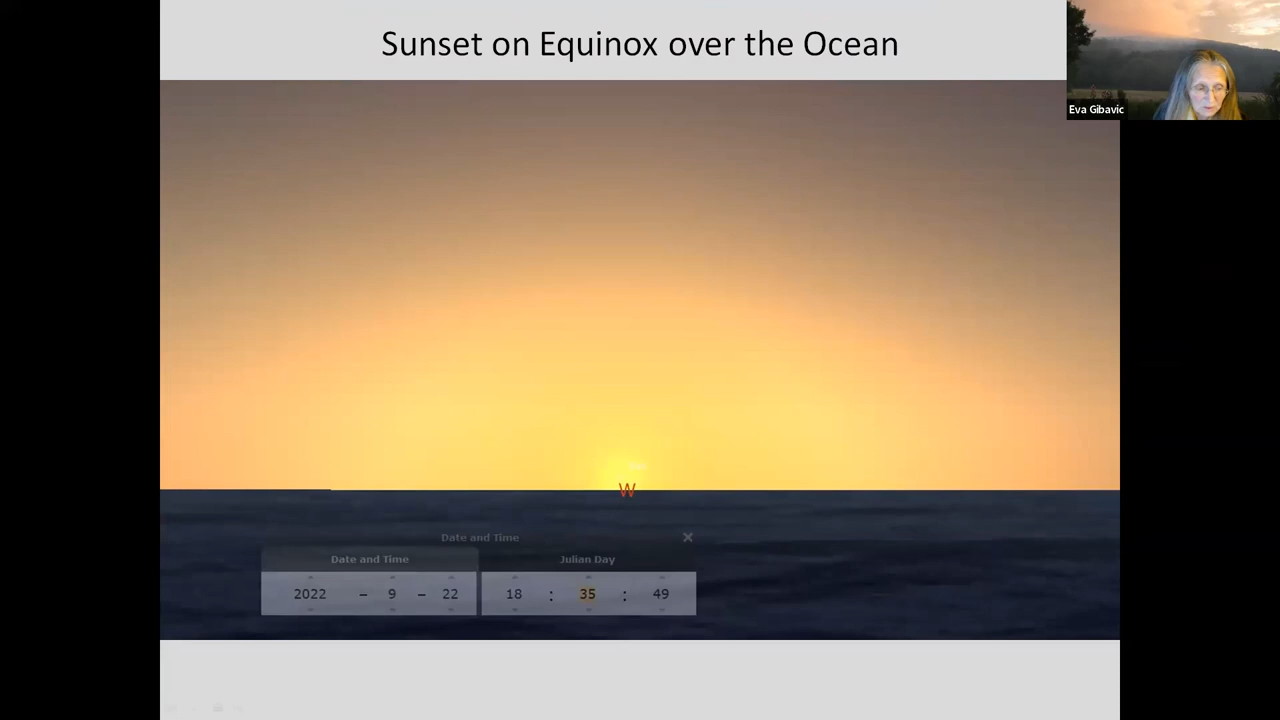 Sunset on Equinox over the Ocean
Eva Gibavic
W
Date and Time
Date and Time
Julian Day
2022 – 9 – 22 18 : 35 : 49